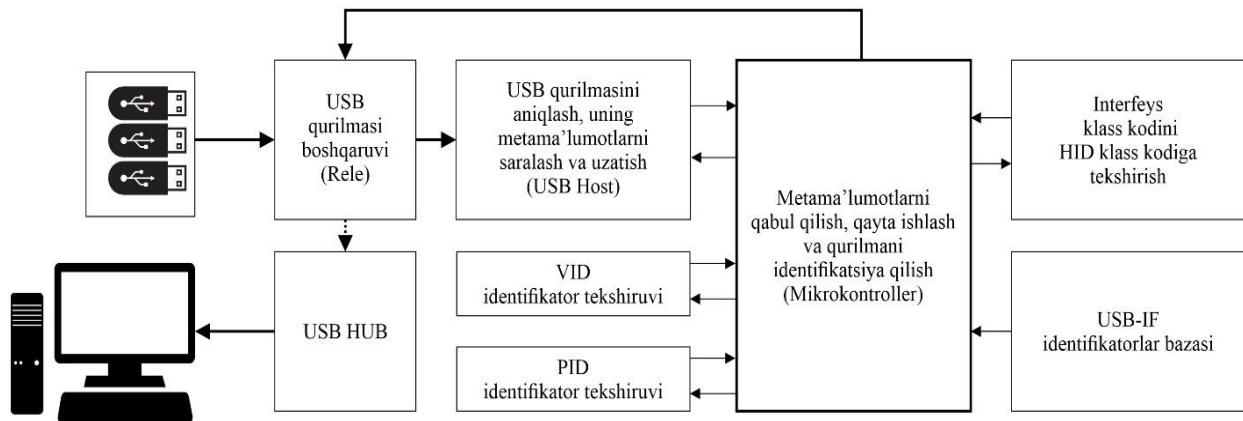 USB
qurilmasi
boshqaruvi
(Rele)
USB qurilmasini
aniqlash, uning
metama’lumotlarni
saralash va uzatish
(USB Host)
Metama’lumotlarni
qabul qilish, qayta ishlash
va qurilmani
identifikatsiya qilish
(Mikrokontroller)
Interfeys
klass kodini
HID klass kodiga
tekshirish
USB HUB
VID
identifikator tekshiruvi
PID
identifikator tekshiruvi
USB-IF
identifikatorlar bazasi